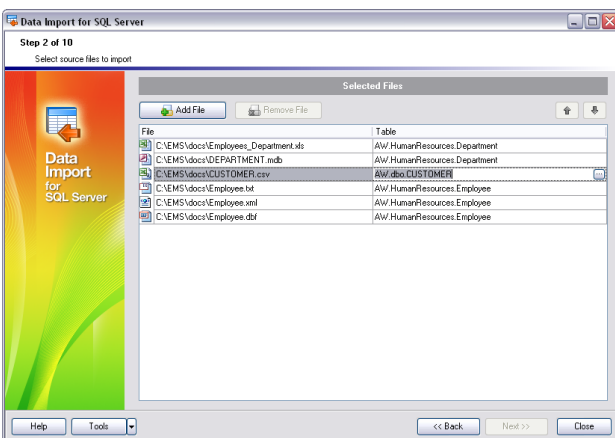 Data Import for SQL Server
Step 2 of 10
Select source files to import
Selected Files
Add File Remove File
File Table
C:\EMS\docs\Employees_Department.xls AW.HumanResources.Department
C:\EMS\docs\DEPARTMENT.mdb AW.HumanResources.Department
C:\EMS\docs\CUSTOMER.csv AW.dbo.CUSTOMER ...
C:\EMS\docs\Employee.txt AW.HumanResources.Employee
C:\EMS\docs\Employee.xml AW.HumanResources.Employee
C:\EMS\docs\Employee.dbf AW.HumanResources.Employee
Data
Import
for
SQL Server
Help Tools << Back Next >> Close